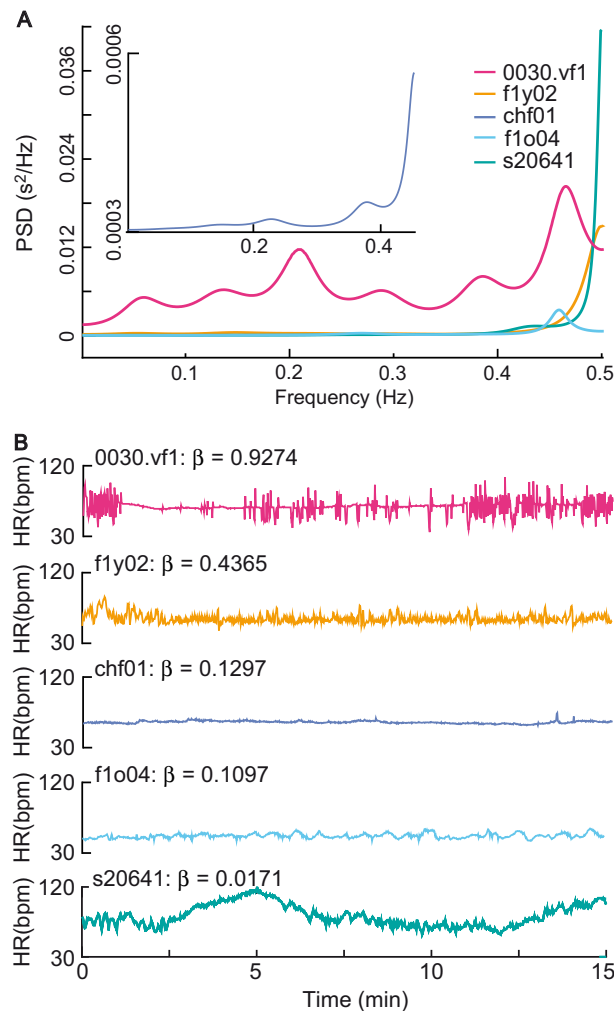 A
PSD (s²/Hz)
0.036
0.024
0.012
0
0.0006
0.0003
0.2
0.4
0030.vf1
f1y02
chf01
f1o04
s20641
0.1
0.2
0.3
0.4
0.5
Frequency (Hz)
B
0030.vf1: β = 0.9274
HR(bpm)
120
30
f1y02: β = 0.4365
HR(bpm)
120
30
chf01: β = 0.1297
HR(bpm)
120
30
f1o04: β = 0.1097
HR(bpm)
120
30
s20641: β = 0.0171
HR(bpm)
120
30
0
5
10
15
Time (min)